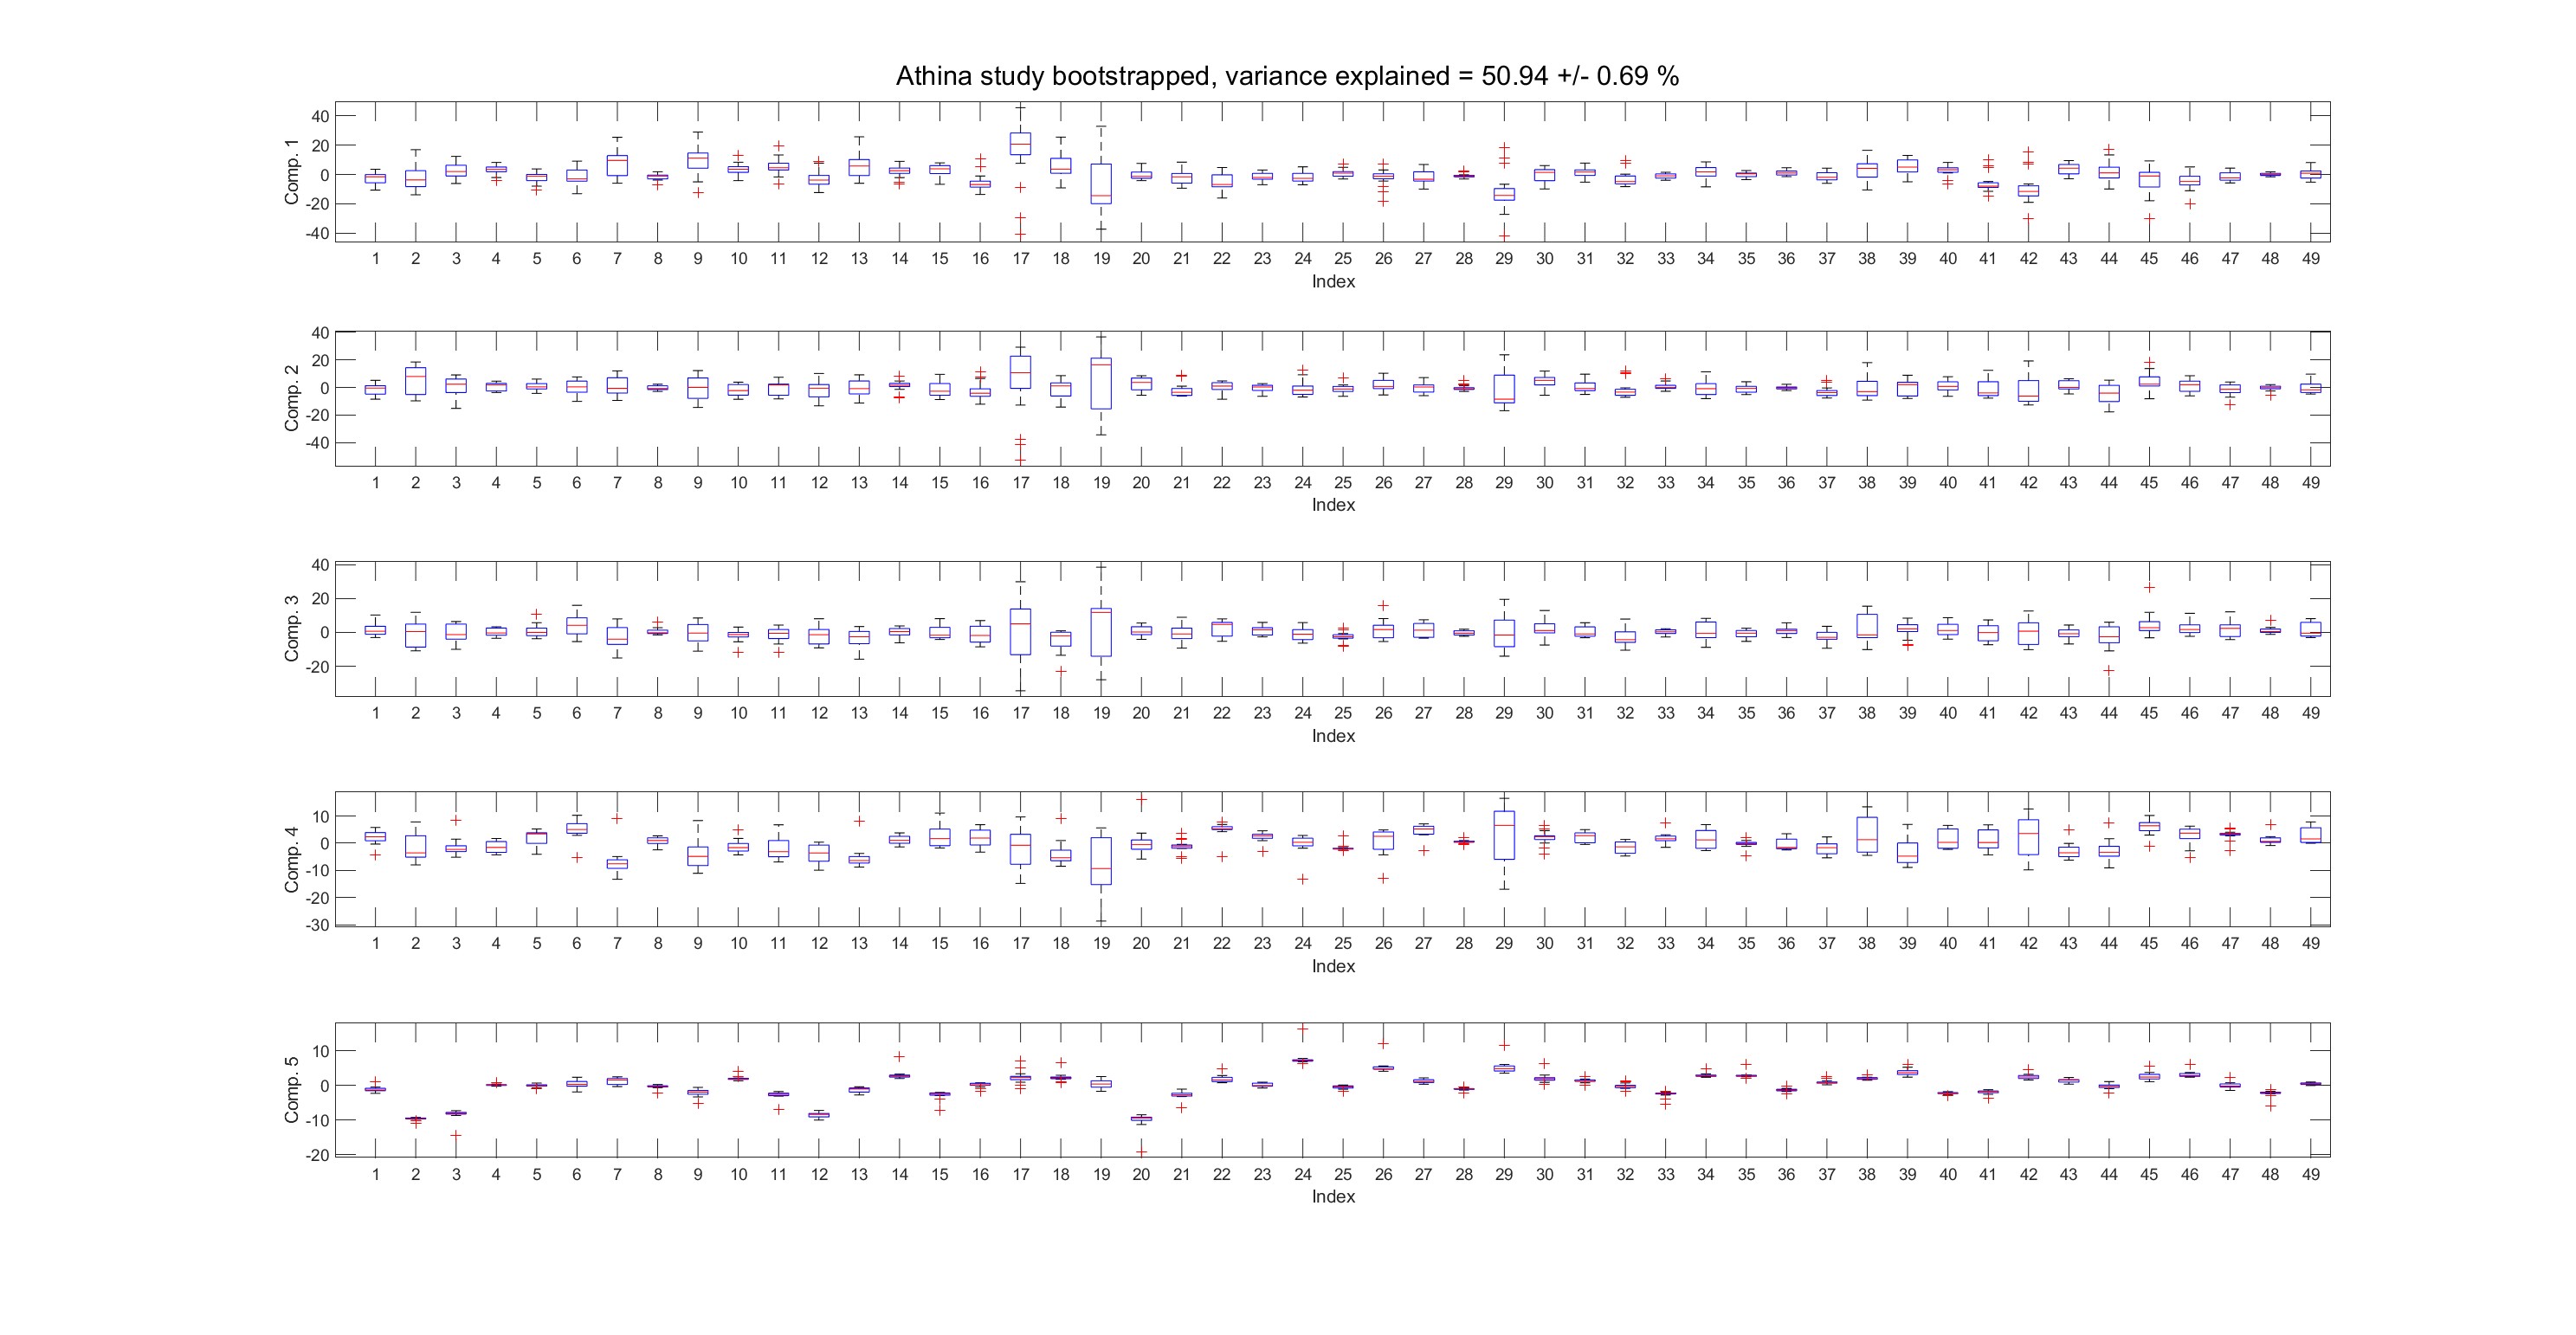 Athina study bootstrapped, variance explained = 50.94 +/- 0.69 %
Comp. 1
40
20
0
-20
-40
1 2 3 4 5 6 7 8 9 10 11 12 13 14 15 16 17 18 19 20 21 22 23 24 25 26 27 28 29 30 31 32 33 34 35 36 37 38 39 40 41 42 43 44 45 46 47 48 49
Index
Comp. 2
40
20
0
-20
-40
1 2 3 4 5 6 7 8 9 10 11 12 13 14 15 16 17 18 19 20 21 22 23 24 25 26 27 28 29 30 31 32 33 34 35 36 37 38 39 40 41 42 43 44 45 46 47 48 49
Index
Comp. 3
40
20
0
-20
1 2 3 4 5 6 7 8 9 10 11 12 13 14 15 16 17 18 19 20 21 22 23 24 25 26 27 28 29 30 31 32 33 34 35 36 37 38 39 40 41 42 43 44 45 46 47 48 49
Index
Comp. 4
10
0
-10
-20
-30
1 2 3 4 5 6 7 8 9 10 11 12 13 14 15 16 17 18 19 20 21 22 23 24 25 26 27 28 29 30 31 32 33 34 35 36 37 38 39 40 41 42 43 44 45 46 47 48 49
Index
Comp. 5
10
0
-10
-20
1 2 3 4 5 6 7 8 9 10 11 12 13 14 15 16 17 18 19 20 21 22 23 24 25 26 27 28 29 30 31 32 33 34 35 36 37 38 39 40 41 42 43 44 45 46 47 48 49
Index